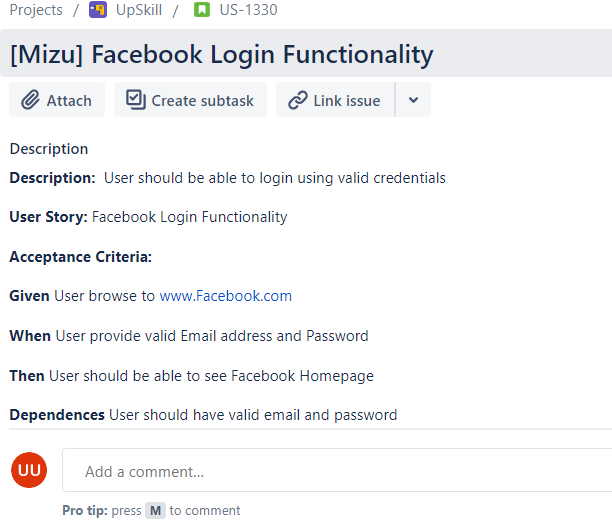 Projects / UpSkill / US-1330
[Mizu] Facebook Login Functionality
Attach Create subtask Link issue
Description
Description: User should be able to login using valid credentials
User Story: Facebook Login Functionality
Acceptance Criteria:
Given User browse to www.Facebook.com
When User provide valid Email address and Password
Then User should be able to see Facebook Homepage
Dependences User should have valid email and password
UU Add a comment...
Pro tip: press M to comment